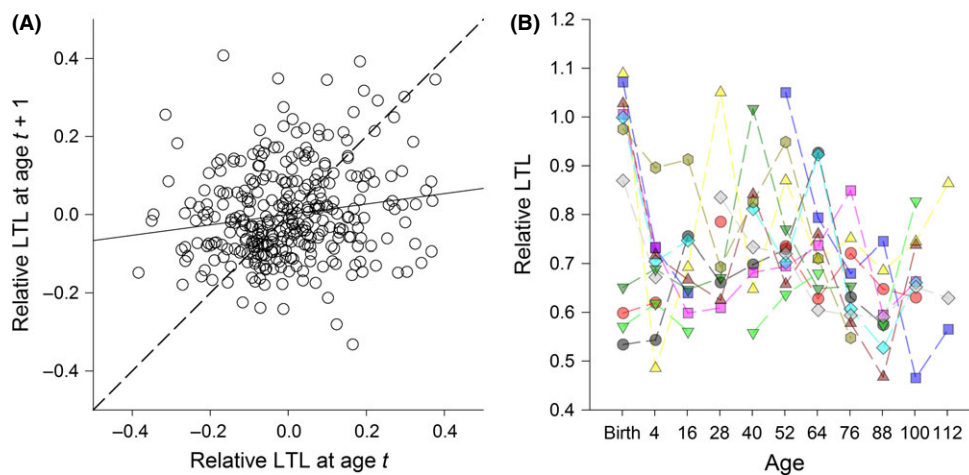 (A)
0.4
0.2
0.0
–0.2
–0.4
Relative LTL at age t + 1
–0.4 –0.2 0.0 0.2 0.4
Relative LTL at age t
(B)
1.2
1.1
1.0
0.9
0.8
0.7
0.6
0.5
0.4
Relative LTL
Birth 4 16 28 40 52 64 76 88 100 112
Age